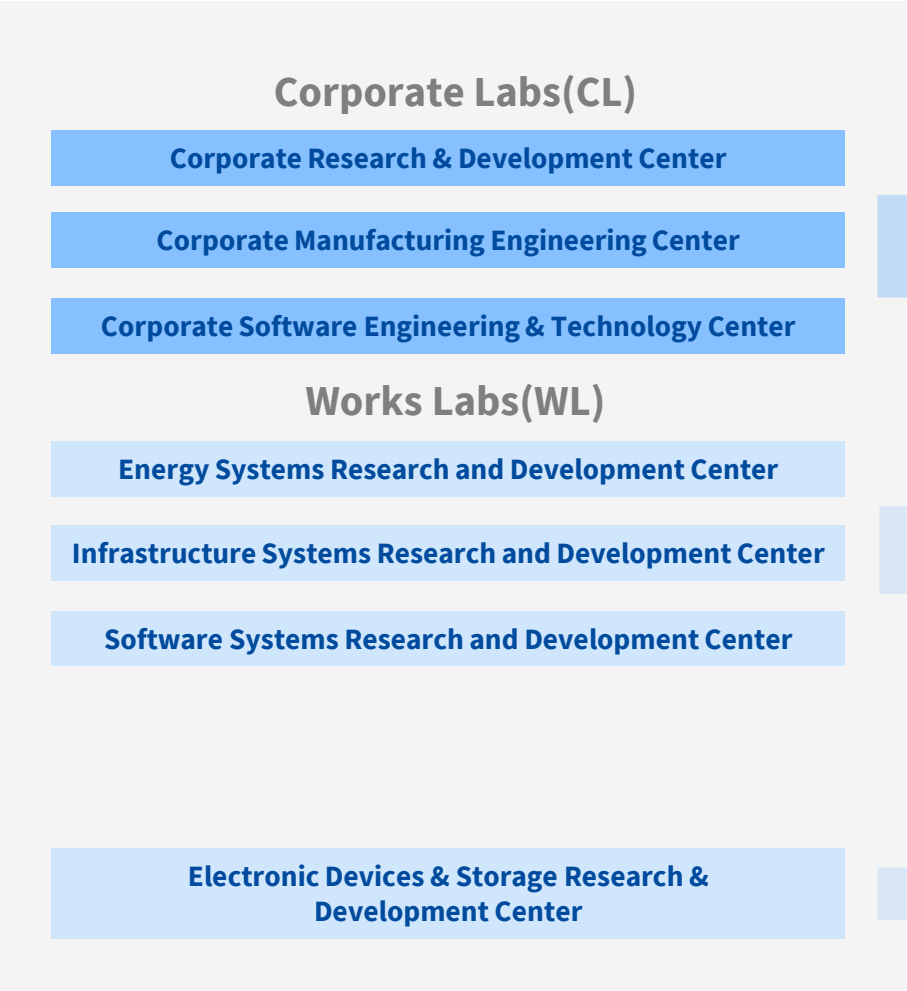 Corporate Labs(CL)
Corporate Research & Development Center
Corporate Manufacturing Engineering Center
Corporate Software Engineering & Technology Center
Works Labs(WL)
Energy Systems Research and Development Center
Infrastructure Systems Research and Development Center
Software Systems Research and Development Center
Electronic Devices & Storage Research &
Development Center